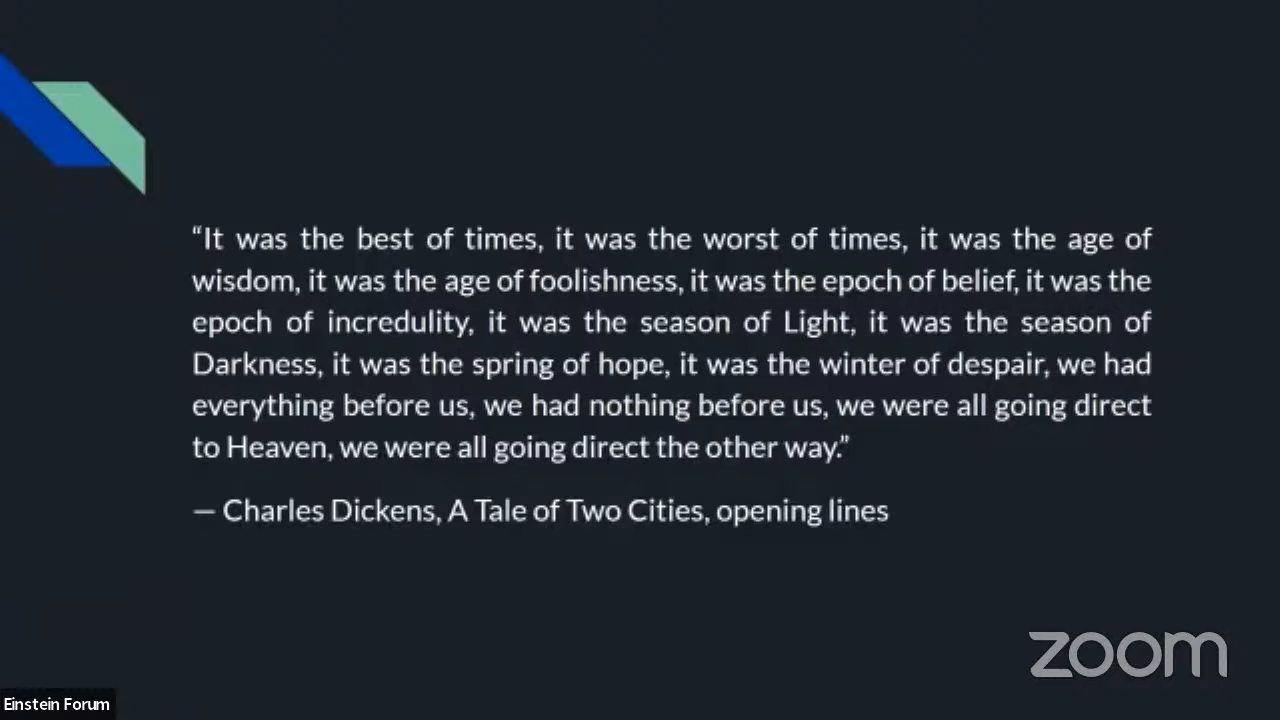 “It was the best of times, it was the worst of times, it was the age of
wisdom, it was the age of foolishness, it was the epoch of belief, it was the
epoch of incredulity, it was the season of Light, it was the season of
Darkness, it was the spring of hope, it was the winter of despair, we had
everything before us, we had nothing before us, we were all going direct
to Heaven, we were all going direct the other way.”
— Charles Dickens, A Tale of Two Cities, opening lines
zoom
Einstein Forum